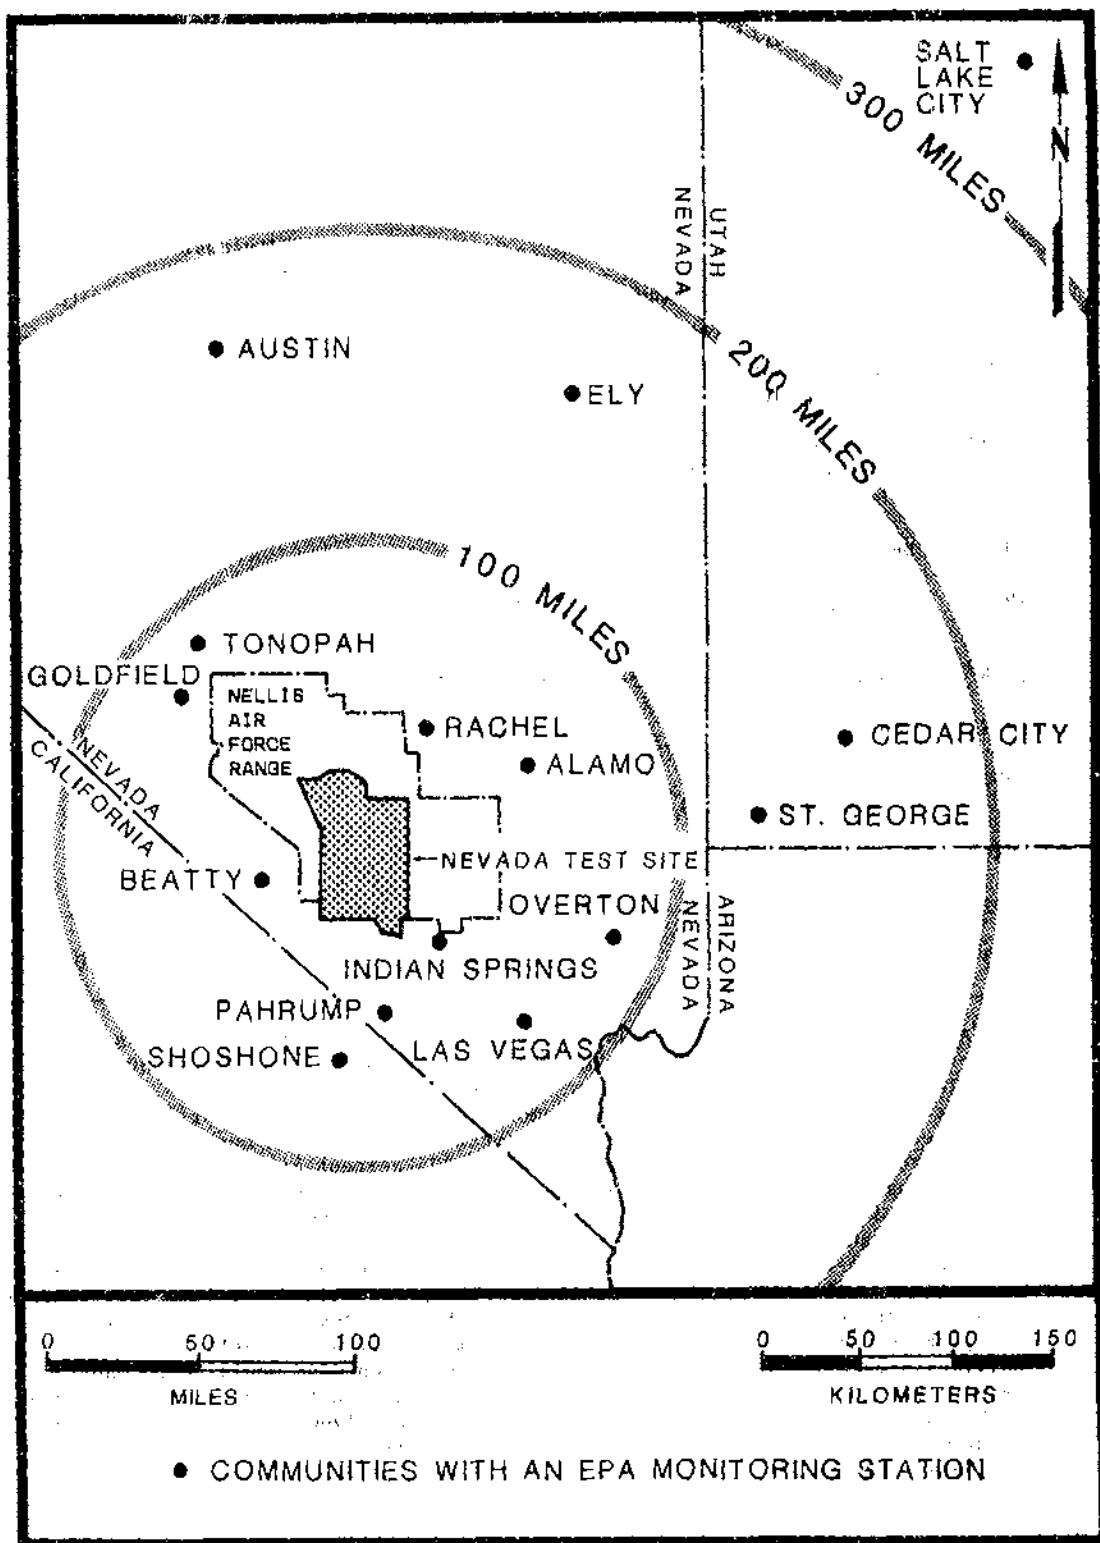 SALT
LAKE
CITY
300 MILES
N
UTAH
NEVADA
AUSTIN
ELY
200 MILES
100 MILES
TONOPAH
GOLDFIELD
NELLIS
AIR
FORCE
RANGE
RACHEL
ALAMO
CEDAR CITY
ST. GEORGE
NEVADA
CALIFORNIA
NEVADA TEST SITE
BEATTY
OVERTON
ARIZONA
NEVADA
INDIAN SPRINGS
PAHRUMP
LAS VEGAS
SHOSHONE
0 50 100
MILES
0 50 100 150
KILOMETERS
COMMUNITIES WITH AN EPA MONITORING STATION